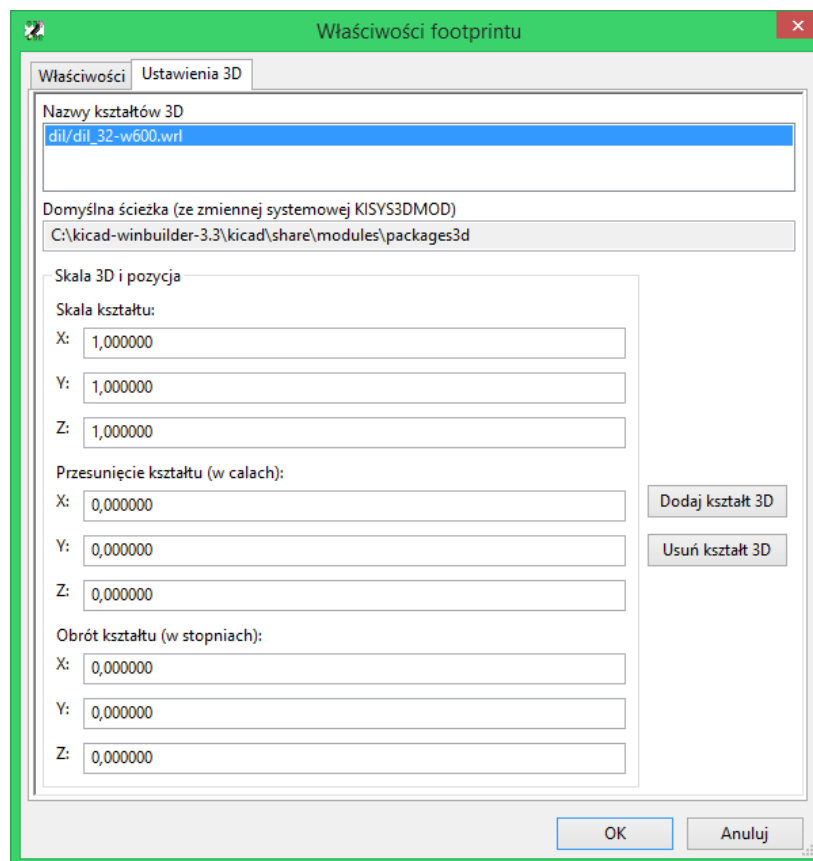 Właściwości footprintu
Właściwości
Ustawienia 3D
Nazwy kształtów 3D
dil/dil_32-w600.wrl
Domyślna ścieżka (ze zmiennej systemowej KISYS3DMOD)
C:\kicad-winbuilder-3.3\kicad\share\modules\packages3d
Skala 3D i pozycja
Skala kształtu:
X: 1,000000
Y: 1,000000
Z: 1,000000
Przesunięcie kształtu (w calach):
X: 0,000000
Y: 0,000000
Z: 0,000000
Dodaj kształt 3D
Usuń kształt 3D
Obrót kształtu (w stopniach):
X: 0,000000
Y: 0,000000
Z: 0,000000
OK
Anuluj